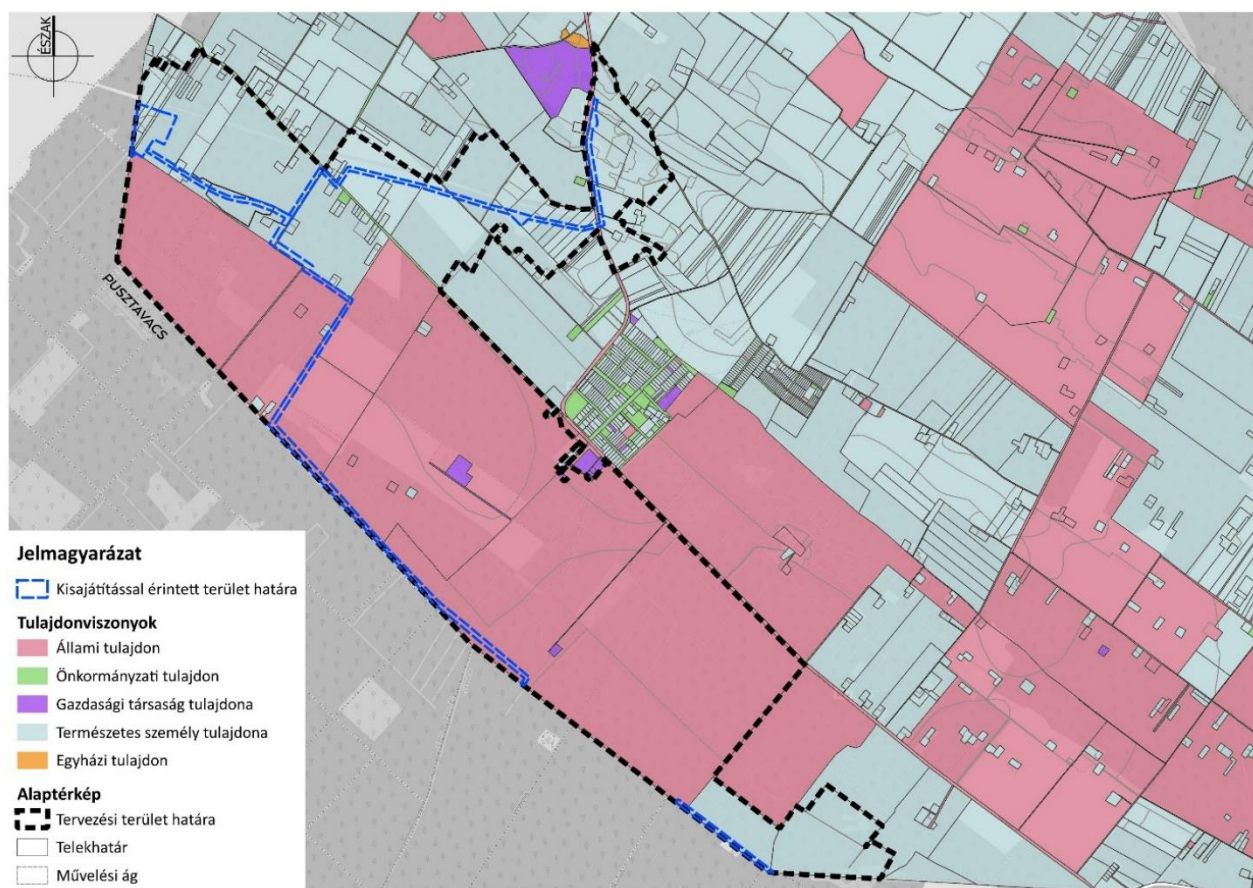 ÉSZAK
PUSZTAVACS
Jelmagyarázat
Kisajátítással érintett terület határa
Tulajdonviszonyok
Állami tulajdon
Önkormányzati tulajdon
Gazdasági társaság tulajdona
Természetes személy tulajdona
Egyházi tulajdon
Alaptérkép
Tervezési terület határa
Telekhatár
Művelési ág